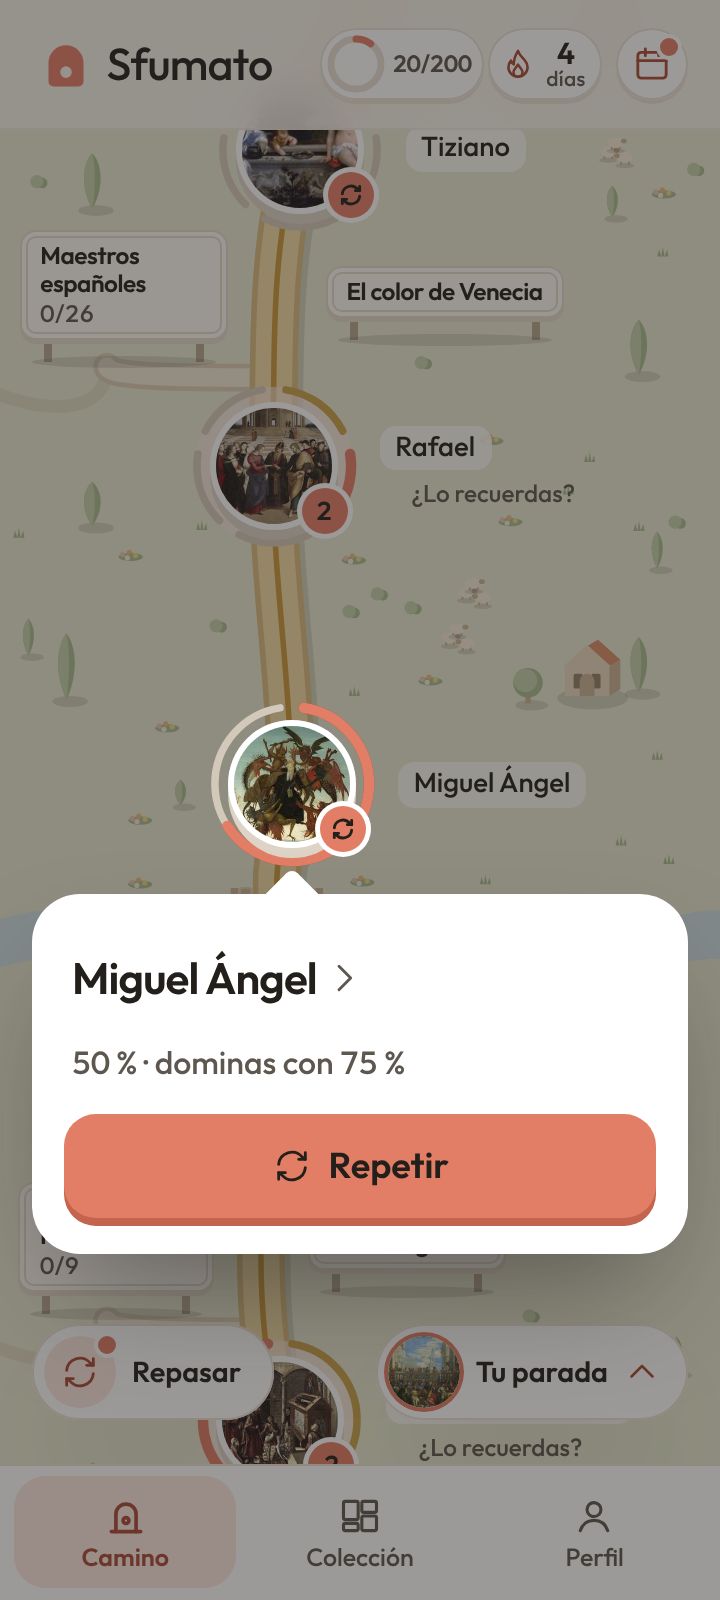 Sfumato
20/200
4
días
Tiziano
Maestros
españoles
0/26
El color de Venecia
Rafael
¿Lo recuerdas?
2
Miguel Ángel
Miguel Ángel
50 % · dominas con 75 %
Repetir
0/9
Repasar
Tu parada
¿Lo recuerdas?
Camino
Colección
Perfil